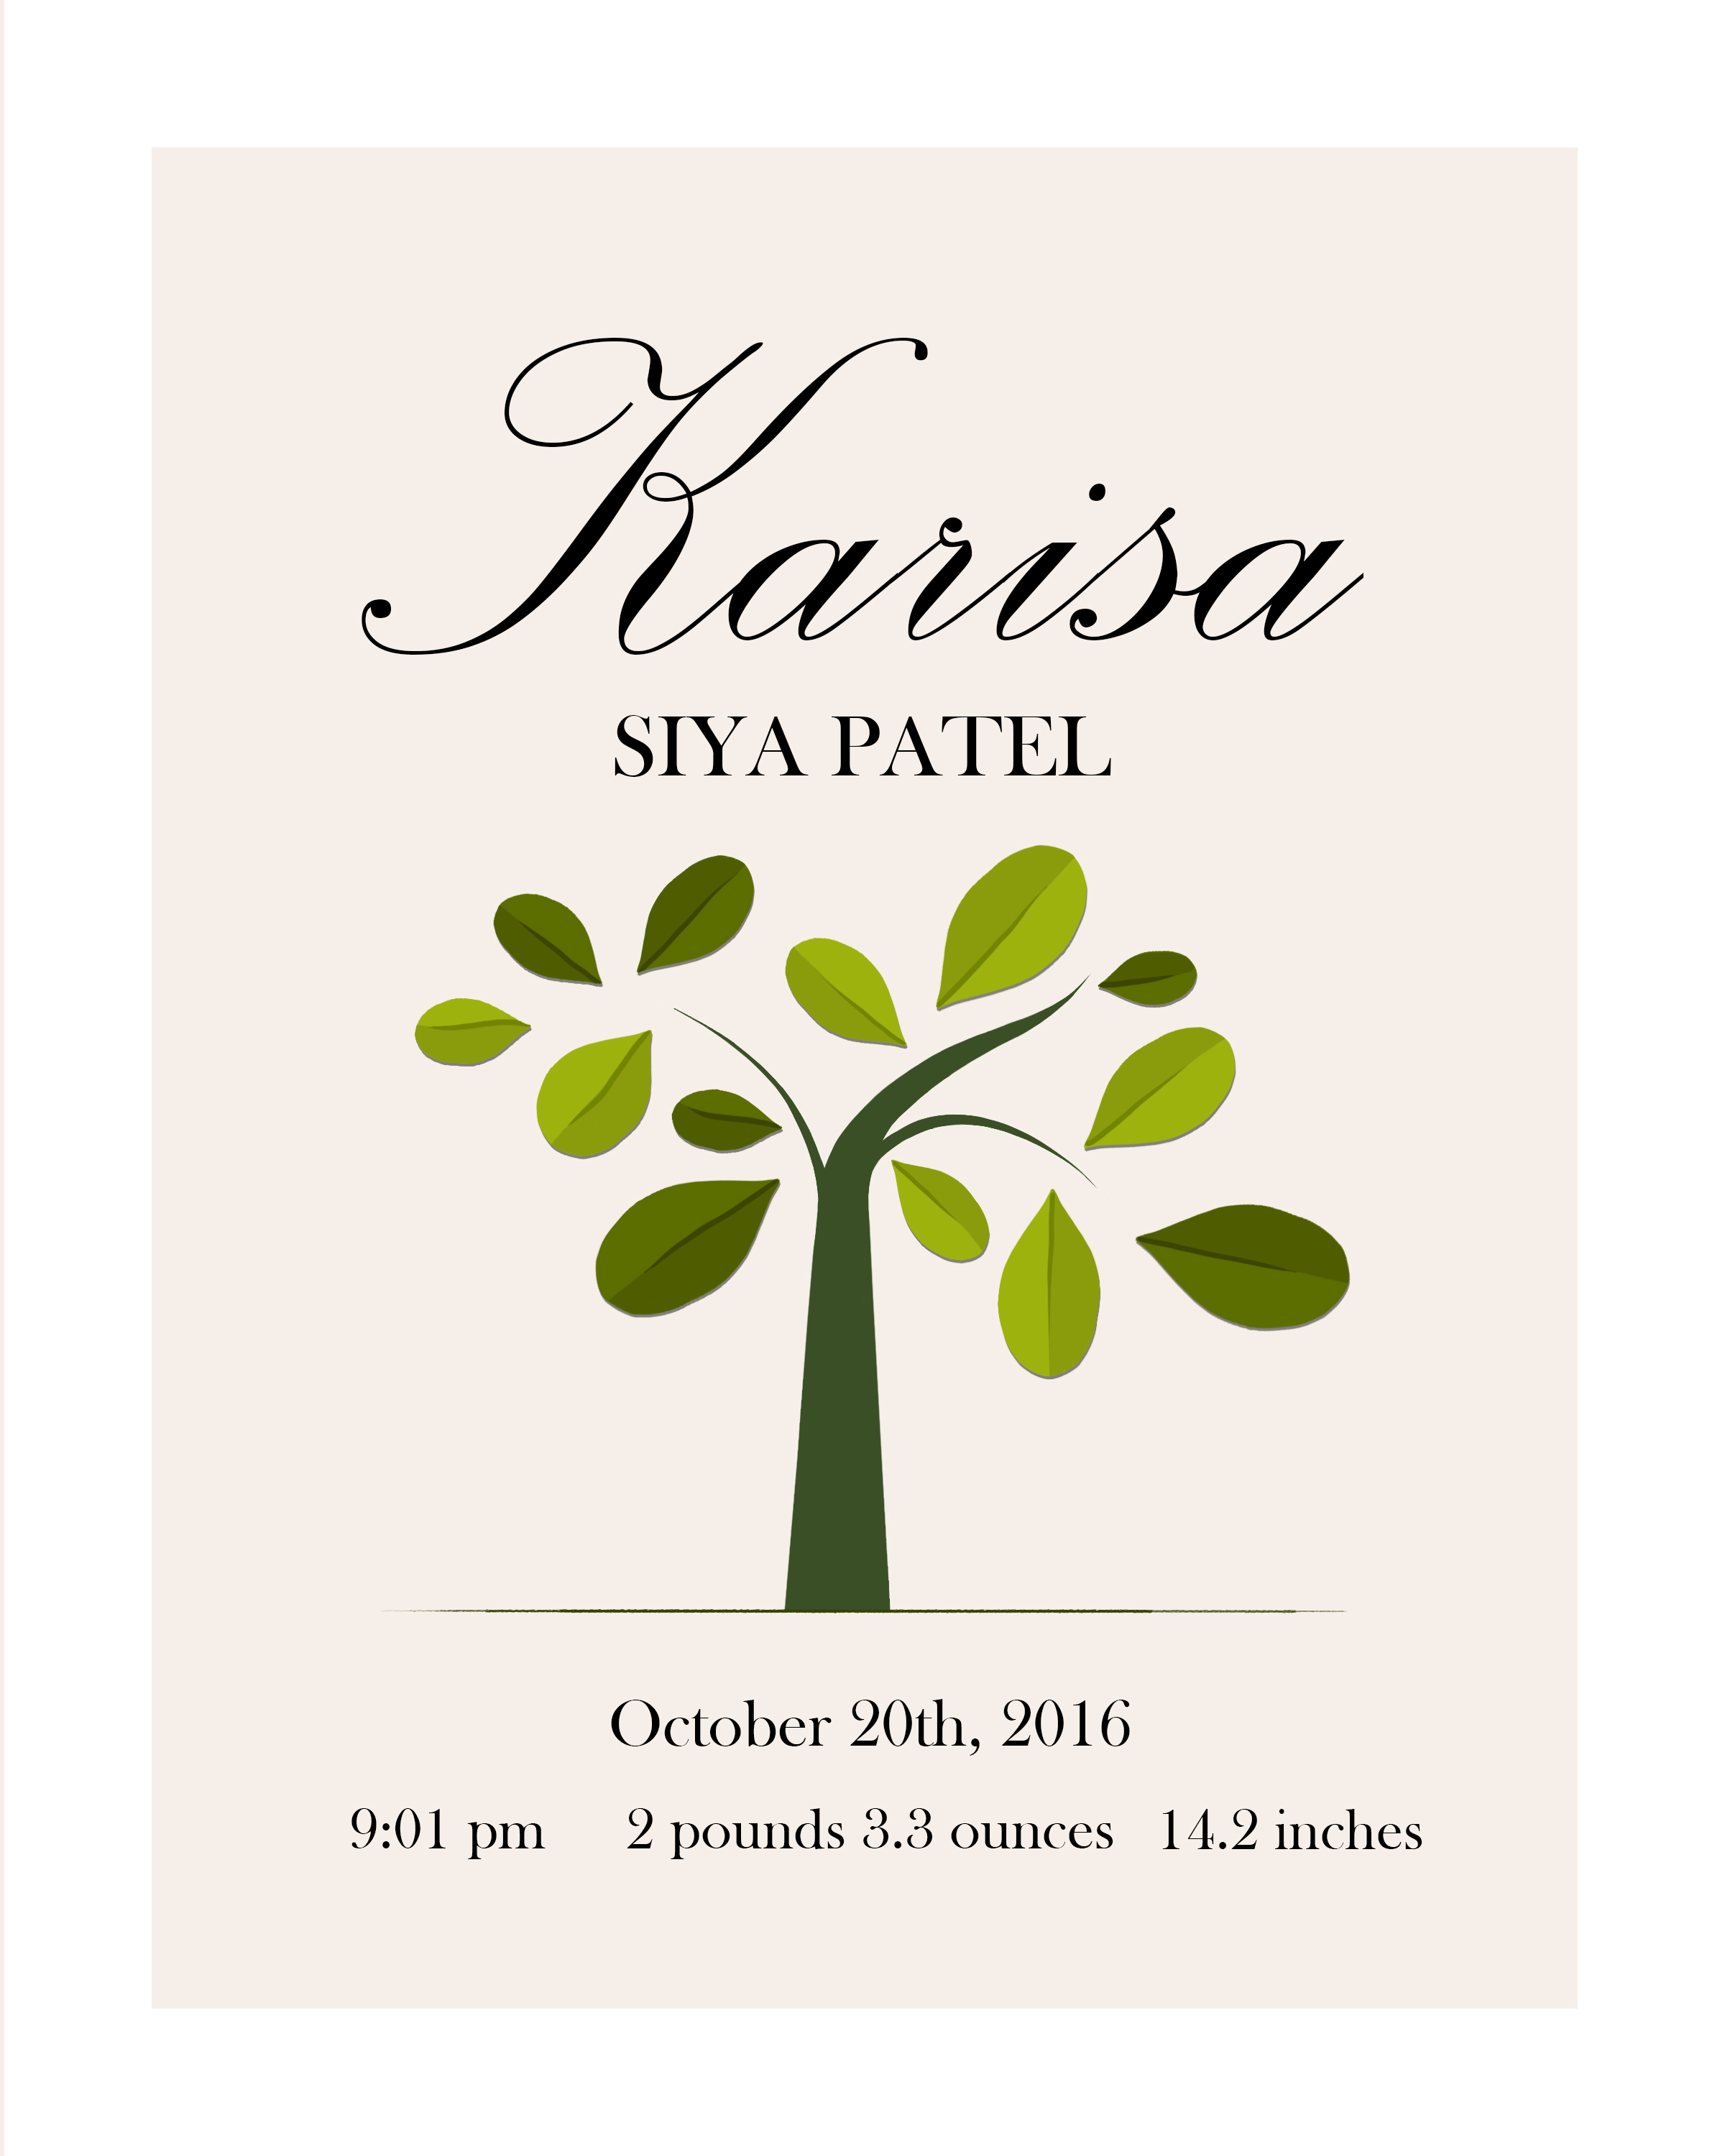 Karisa
SIYA PATEL
October 20th, 2016
9:01 pm 2 pounds 3.3 ounces 14.2 inches